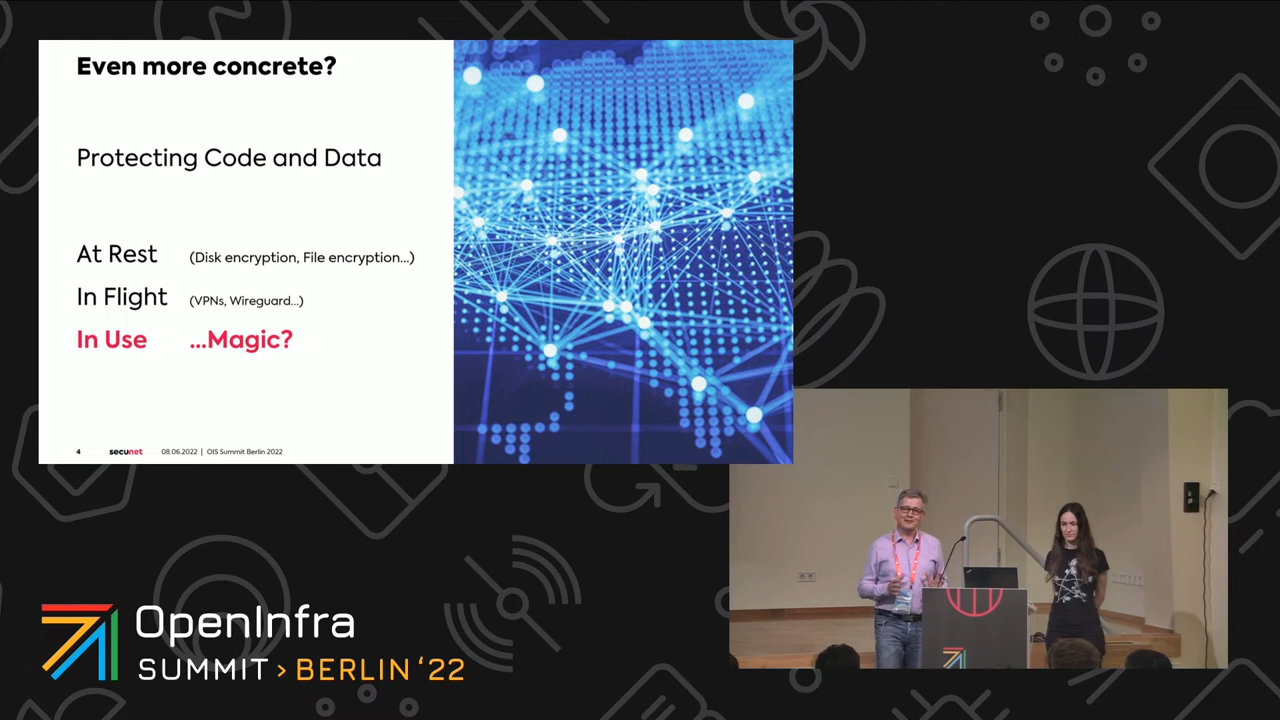 Even more concrete?
Protecting Code and Data
At Rest (Disk encryption, File encryption...)
In Flight (VPNs, Wireguard...)
In Use ...Magic?
4 secunet 08.06.2022 | OIS Summit Berlin 2022
OpenInfra
SUMMIT > BERLIN ‘22